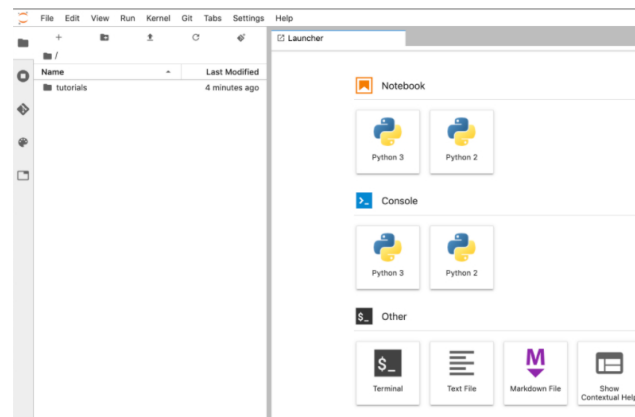 File Edit View Run Kernel Git Tabs Settings Help
Launcher
/
Name Last Modified
tutorials 4 minutes ago
Notebook
Python 3 Python 2
Console
Python 3 Python 2
$_ Other
$_ M
Terminal Text File Markdown File Show
Contextual Help